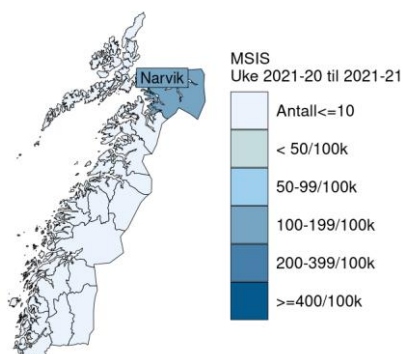 Narvik
MSIS
Uke 2021-20 til 2021-21
Antall<=10
< 50/100k
50-99/100k
100-199/100k
200-399/100k
>=400/100k